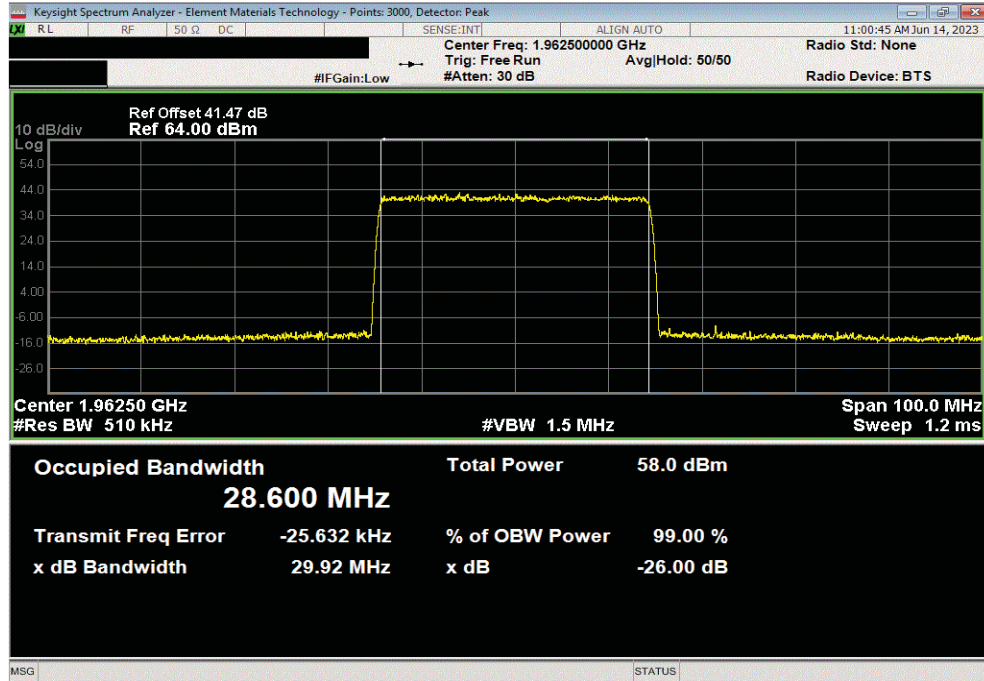 Keysight Spectrum Analyzer - Element Materials Technology - Points: 3000, Detector: Peak
LXI RL RF 50 Ω DC SENSE:INT ALIGN AUTO 11:00:45 AM Jun 14, 2023
Center Freq: 1.962500000 GHz Radio Std: None
Trig: Free Run Avg|Hold: 50/50
#IFGain:Low #Atten: 30 dB Radio Device: BTS
Ref Offset 41.47 dB
10 dB/div Ref 64.00 dBm
Log
54.0
44.0
34.0
24.0
14.0
4.00
-6.00
-16.0
-26.0
Center 1.96250 GHz Span 100.0 MHz
#Res BW 510 kHz #VBW 1.5 MHz Sweep 1.2 ms
Occupied Bandwidth Total Power 58.0 dBm
28.600 MHz
Transmit Freq Error -25.632 kHz % of OBW Power 99.00 %
x dB Bandwidth 29.92 MHz x dB -26.00 dB
MSG STATUS